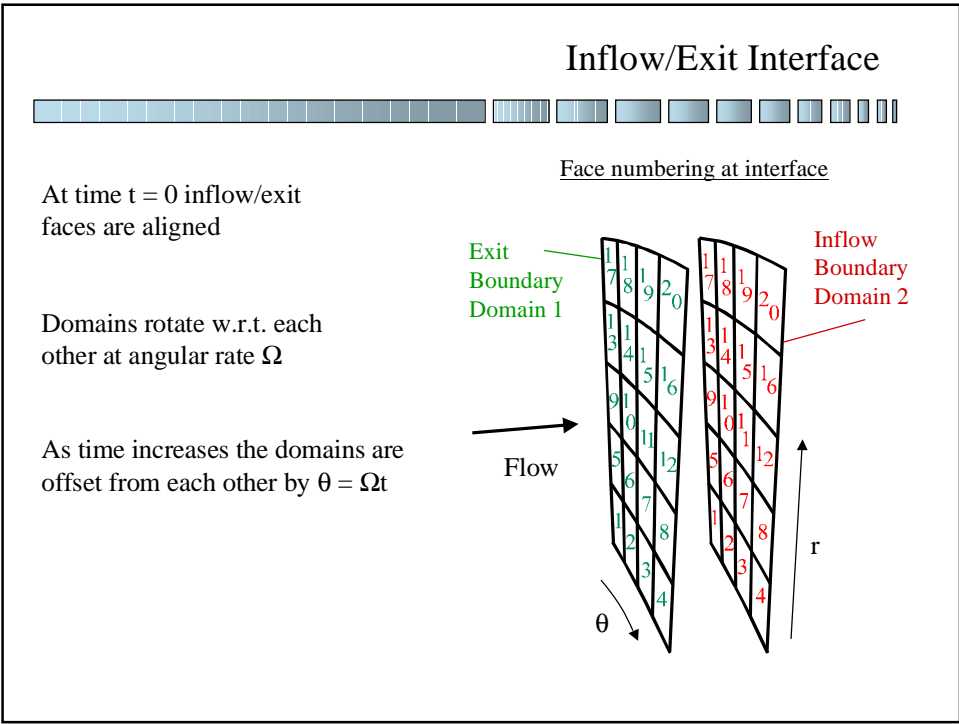 Inflow/Exit Interface
Face numbering at interface
At time t = 0 inflow/exit
faces are aligned
Domains rotate w.r.t. each
other at angular rate Ω
As time increases the domains are
offset from each other by θ = Ωt
Exit
Boundary
Domain 1
Inflow
Boundary
Domain 2
Flow
17 18 19 20
13 14 15 16
9 10 11 12
5 6 7 8
1 2 3 4
17 18 19 20
13 14 15 16
9 10 11 12
5 6 7 8
1 2 3 4
θ
r